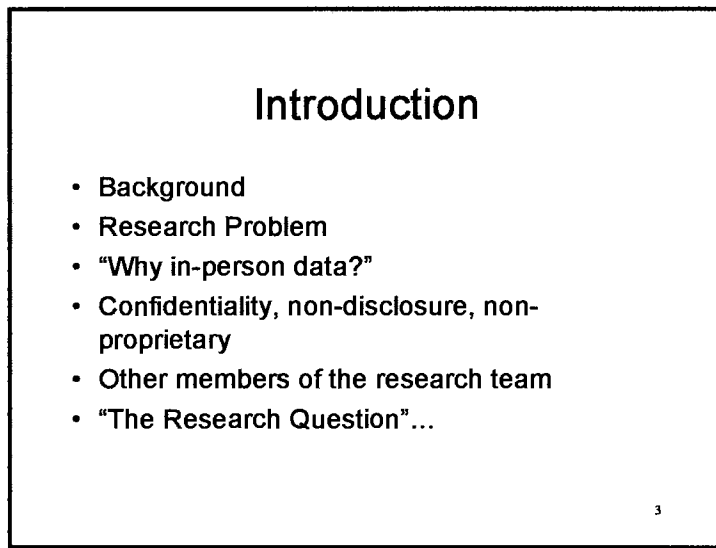 Introduction
• Background
• Research Problem
• “Why in-person data?”
• Confidentiality, non-disclosure, non-
proprietary
• Other members of the research team
• “The Research Question”...
3